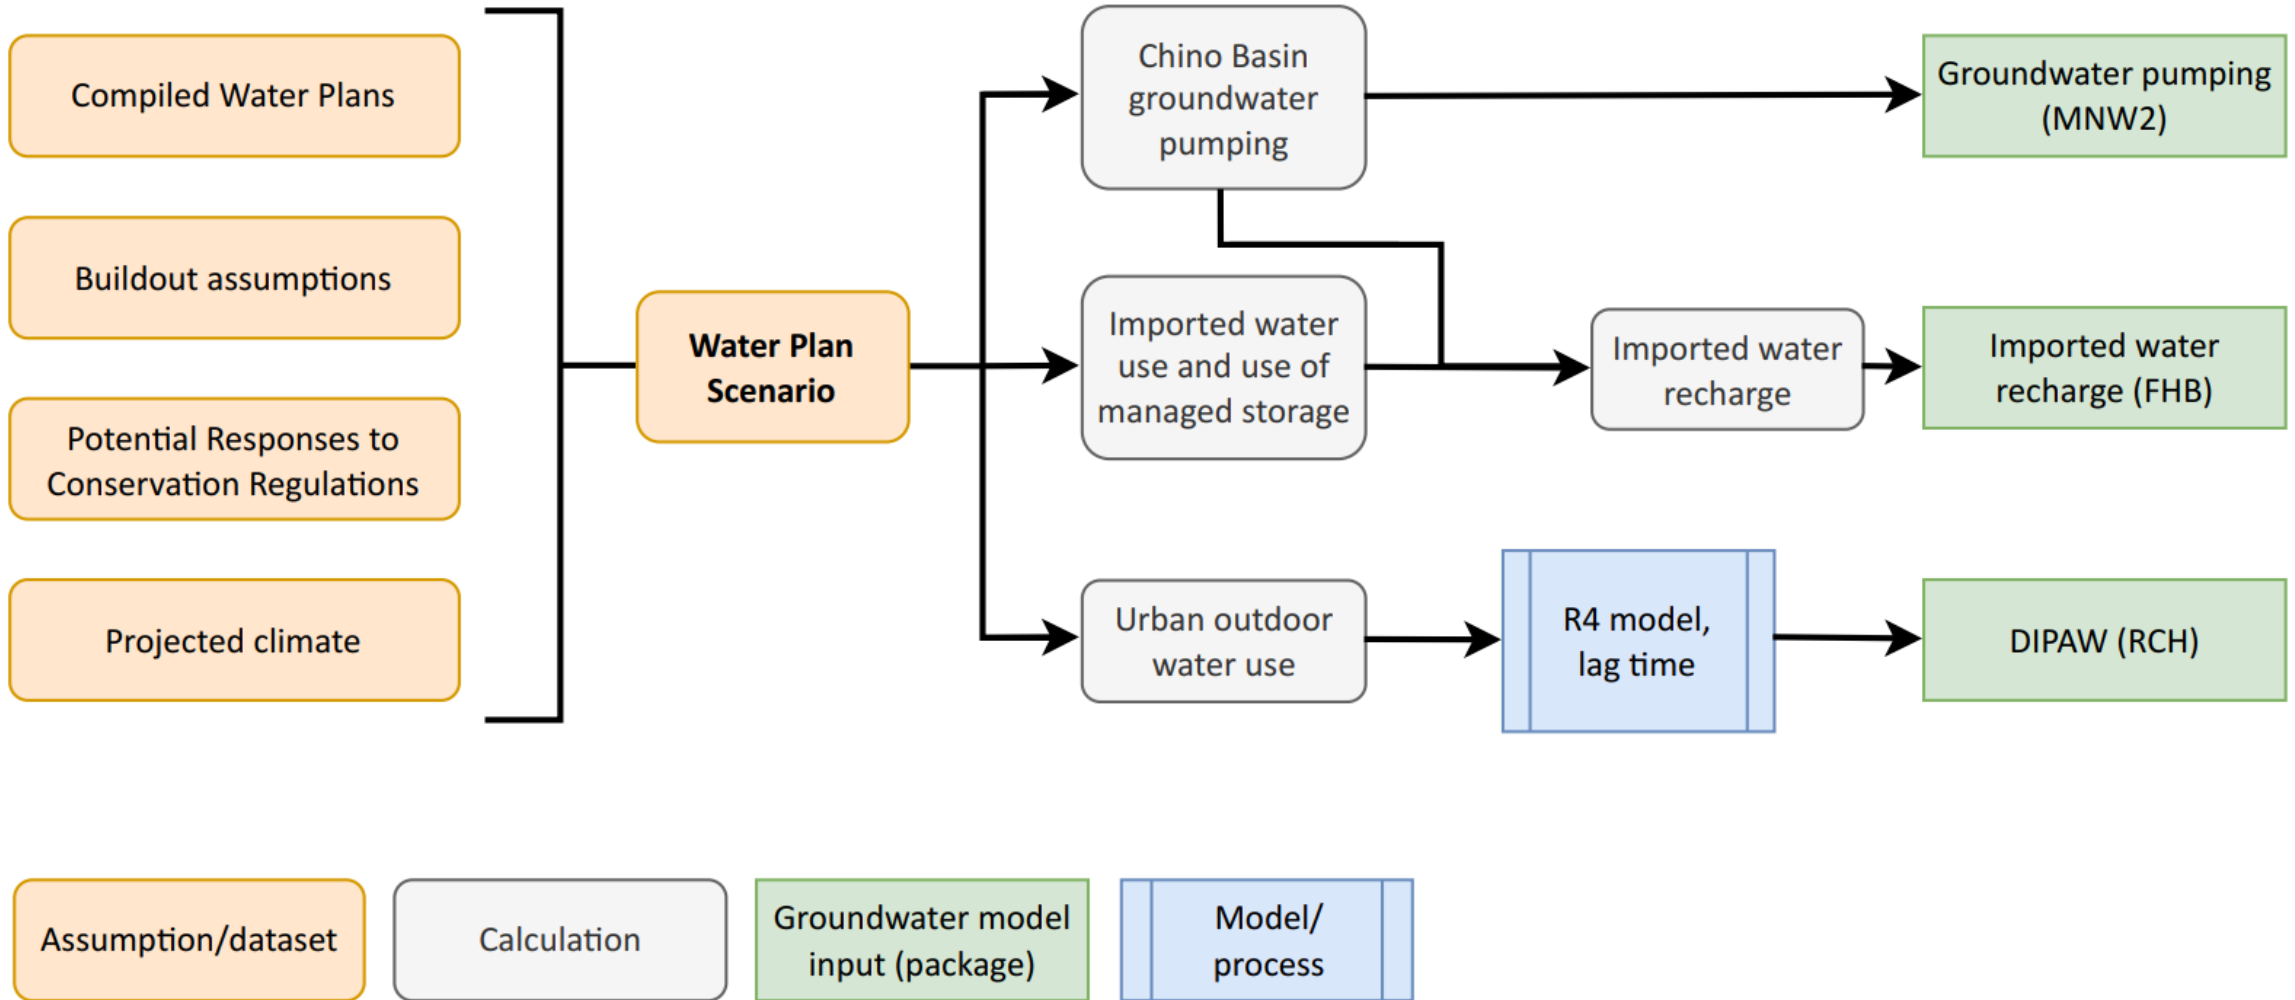 Compiled Water Plans
Buildout assumptions
Potential Responses to
Conservation Regulations
Projected climate
Water Plan
Scenario
Chino Basin
groundwater
pumping
Imported water
use and use of
managed storage
Urban outdoor
water use
Imported water
recharge
R4 model,
lag time
Groundwater pumping
(MNW2)
Imported water
recharge (FHB)
DIPAW (RCH)
Assumption/dataset
Calculation
Groundwater model
input (package)
Model/
process